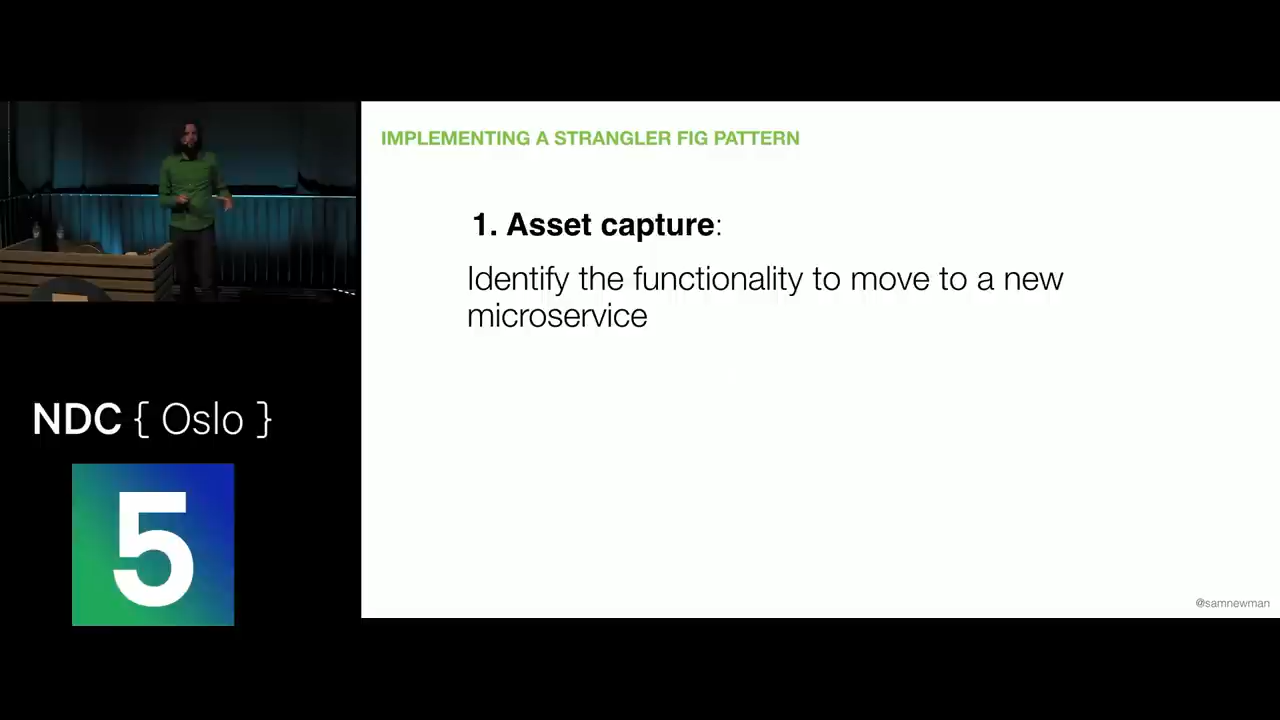 IMPLEMENTING A STRANGLER FIG PATTERN
1. Asset capture:
Identify the functionality to move to a new
microservice
NDC { Oslo }
5
@samnewman